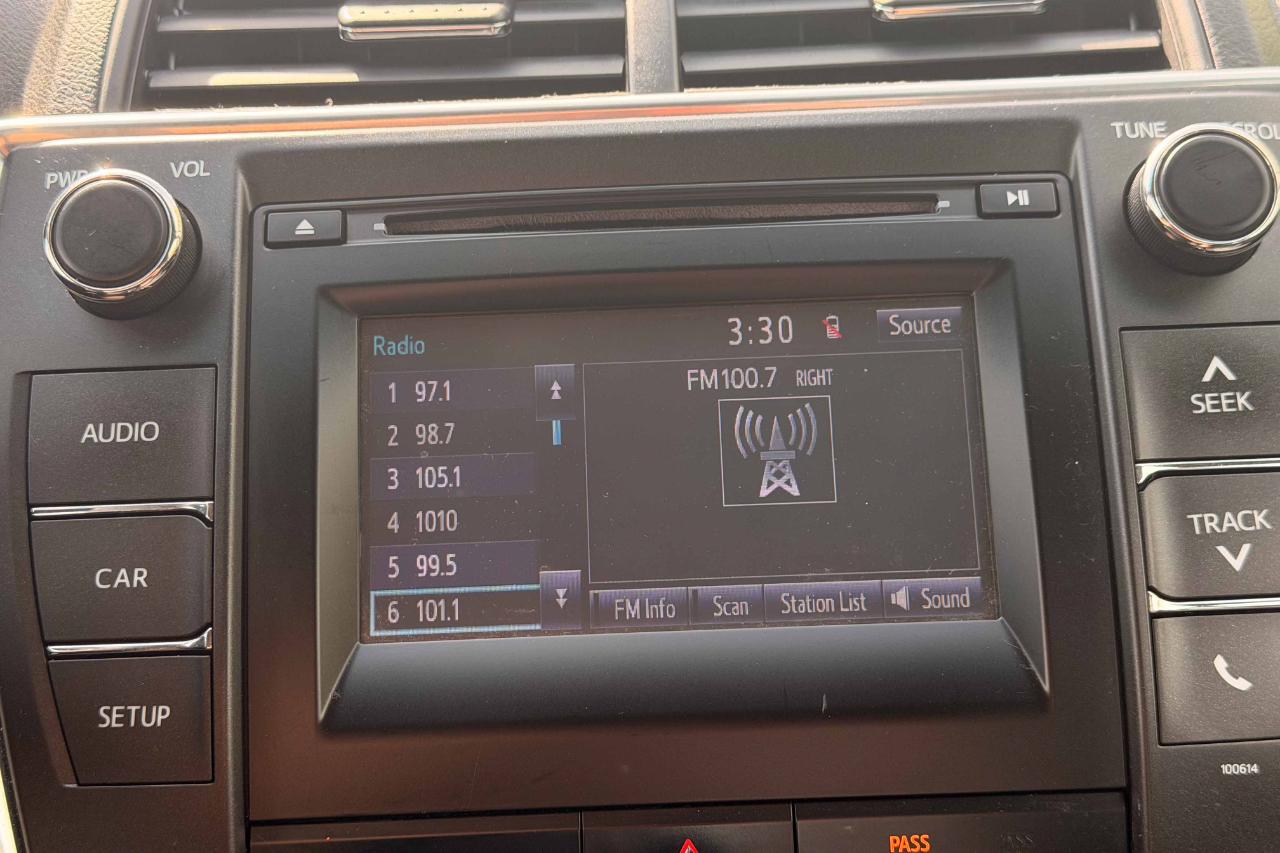 PWR VOL
TUNE SCROLL
Radio 3:30 Source
1 97.1
2 98.7
3 105.1
4 1010
5 99.5
6 101.1
FM100.7 RIGHT
FM Info Scan Station List Sound
AUDIO
CAR
SETUP
SEEK
TRACK
100614
PASS